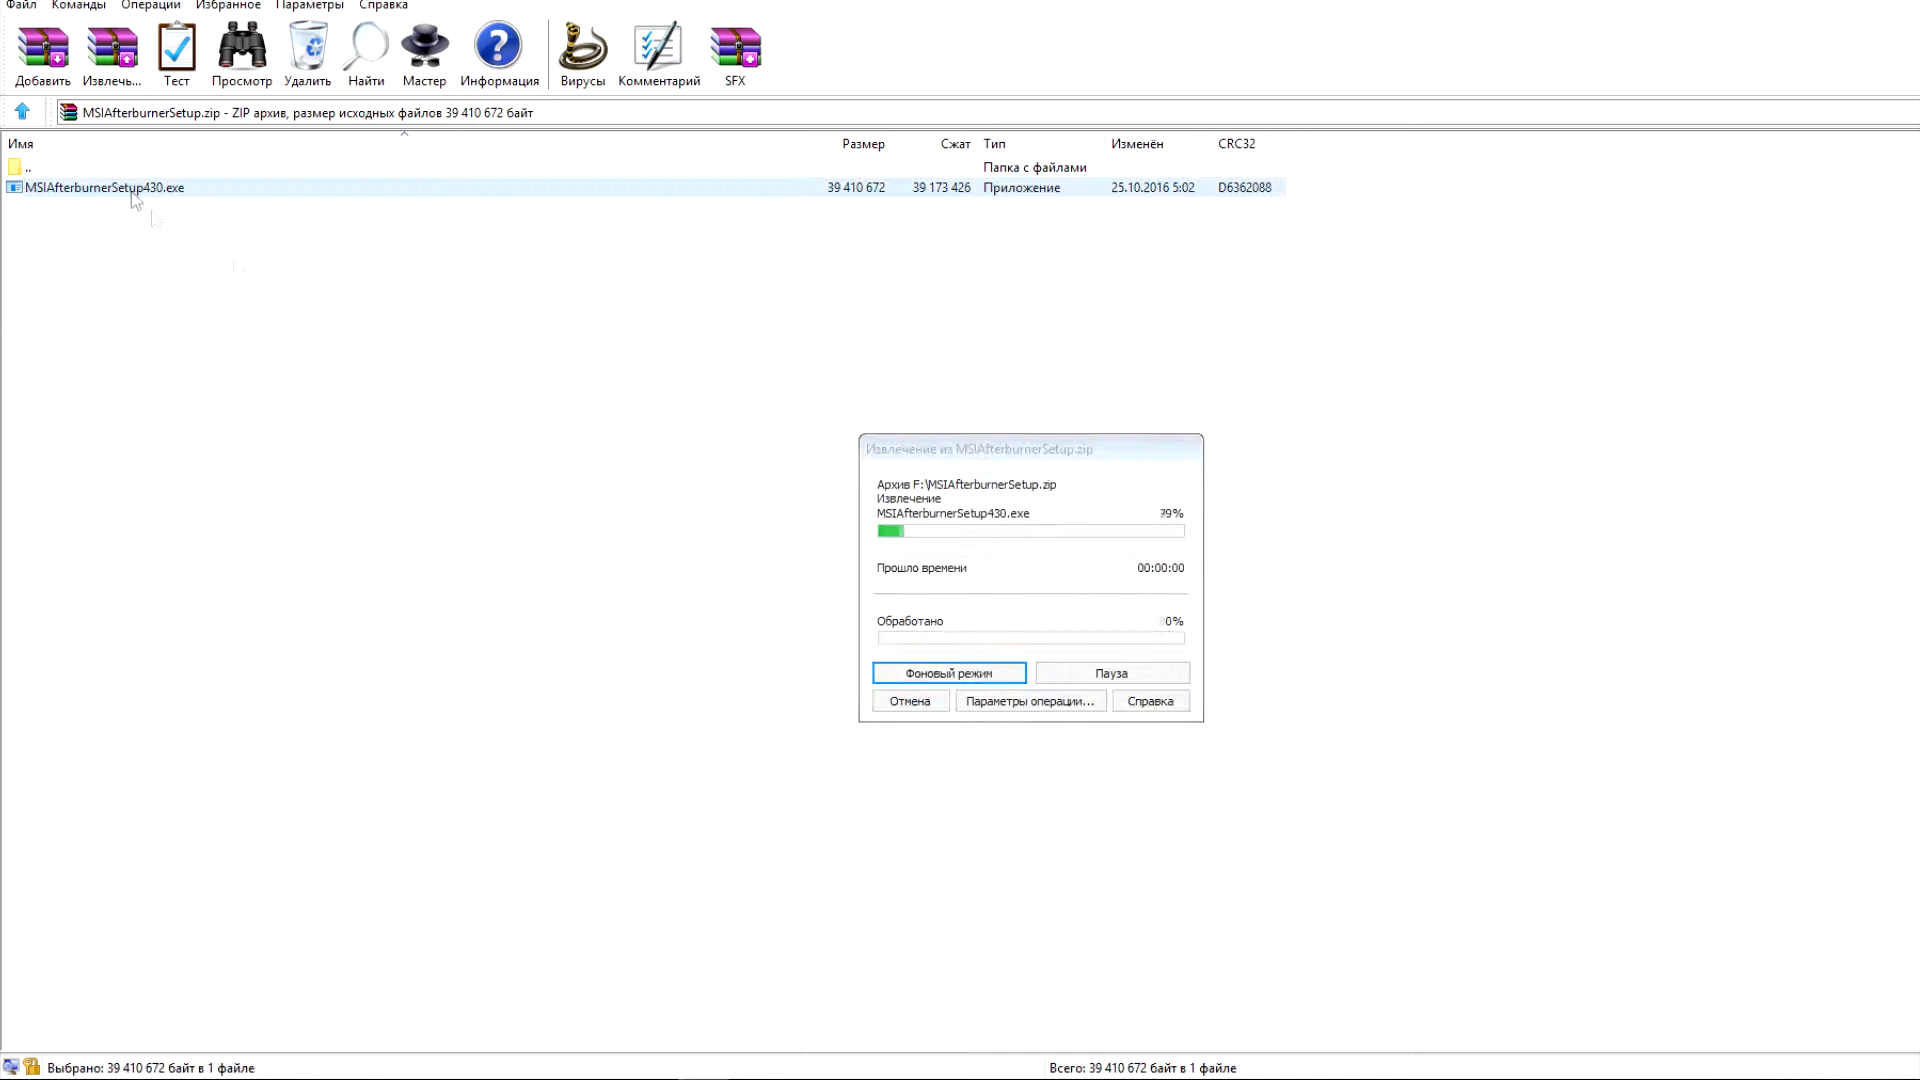 Файл Команды Операции Избранное Параметры Справка
Добавить Извлечь... Тест Просмотр Удалить Найти Мастер Информация Вирусы Комментарий SFX
MSIAfterburnerSetup.zip - ZIP архив, размер исходных файлов 39 410 672 байт
Имя Размер Сжат Тип Изменён CRC32
.. Папка с файлами
MSIAfterburnerSetup430.exe 39 410 672 39 173 426 Приложение 25.10.2016 5:02 D6362088
Извлечение из MSIAfterburnerSetup.zip
Архив F:\MSIAfterburnerSetup.zip
Извлечение
MSIAfterburnerSetup430.exe
Прошло времени 00:00:00
Обработано 0%
Фоновый режим Пауза
Отмена Параметры операции... Справка
Выбрано: 39 410 672 байт в 1 файле Всего: 39 410 672 байт в 1 файле